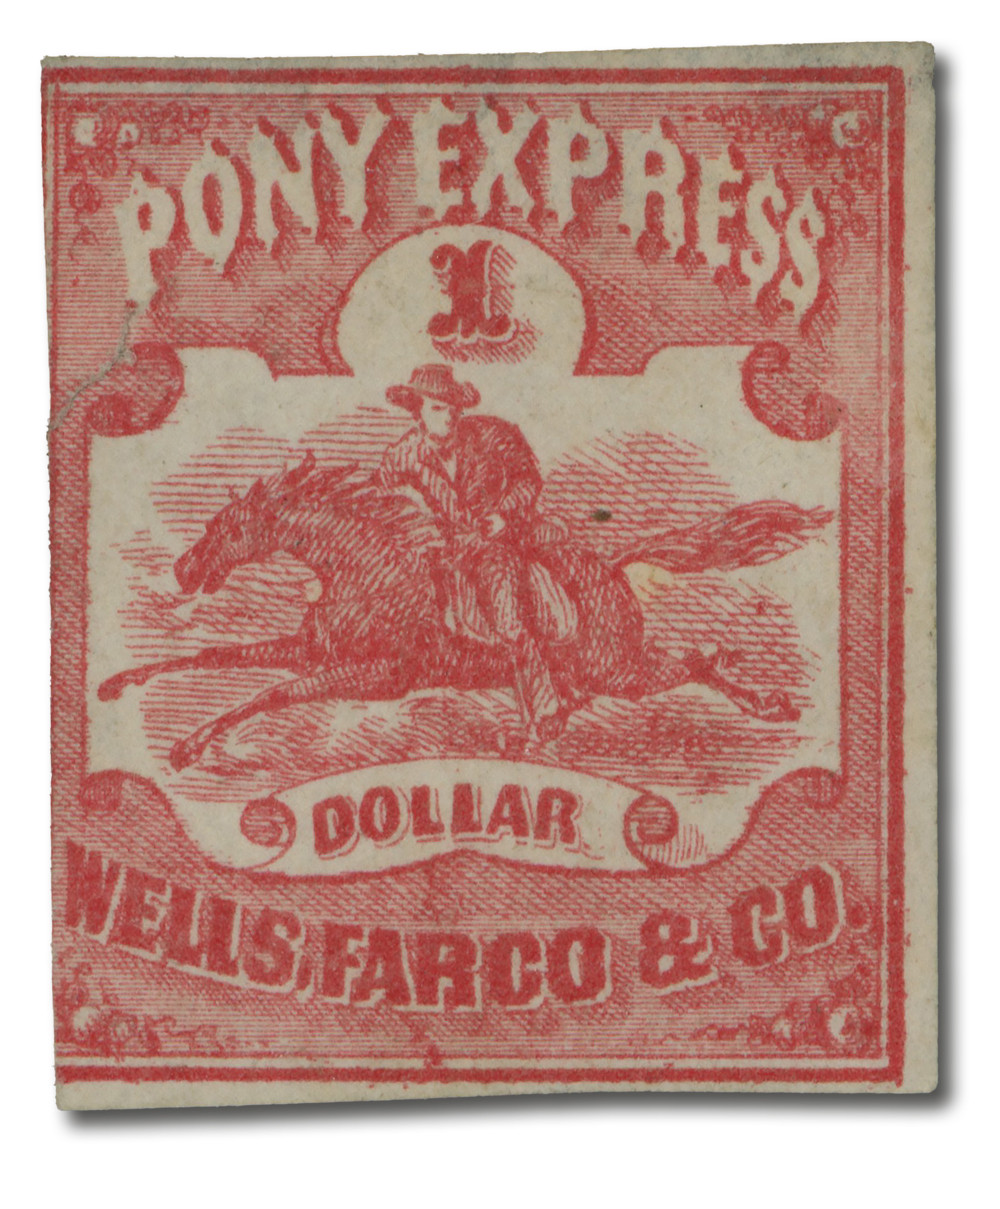 PONY EXPRESS
1
DOLLAR
WELLS, FARGO & CO.